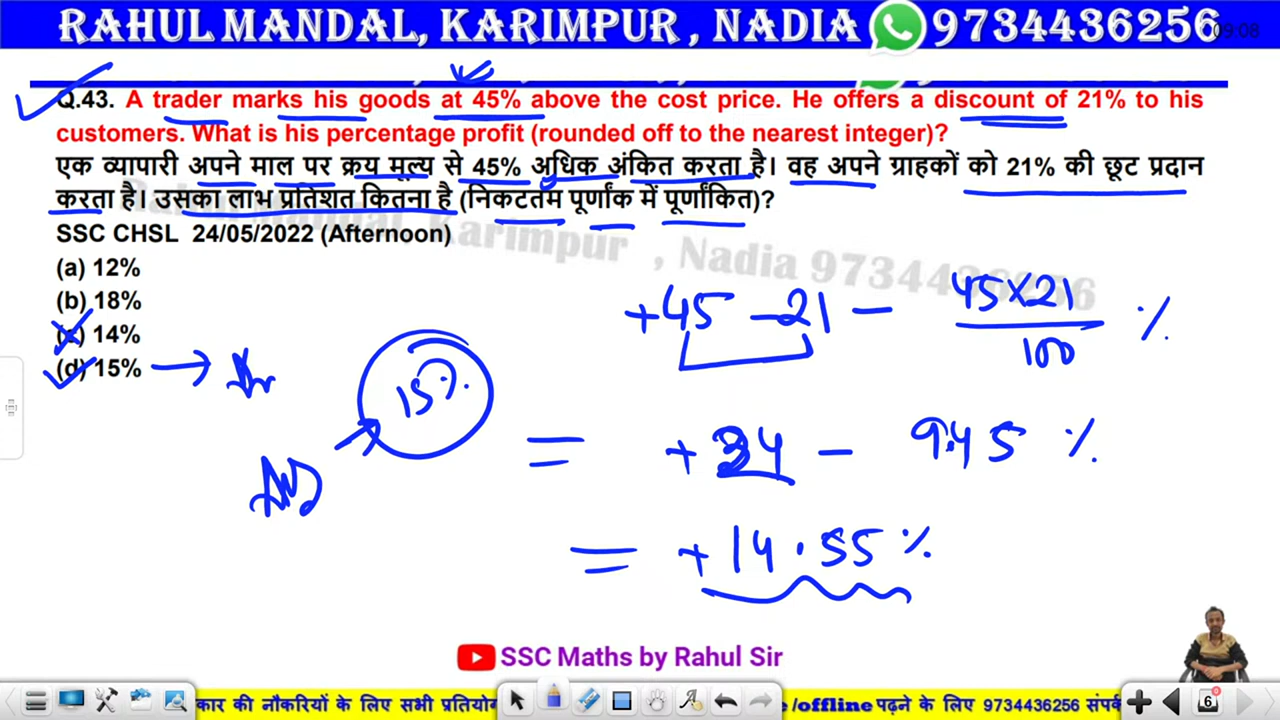 RAHUL MANDAL, KARIMPUR , NADIA 9734436256
Q.43. A trader marks his goods at 45% above the cost price. He offers a discount of 21% to his
customers. What is his percentage profit (rounded off to the nearest integer)?
एक व्यापारी अपने माल पर क्रय मूल्य से 45% अधिक अंकित करता है। वह अपने ग्राहकों को 21% की छूट प्रदान
करता है। उसका लाभ प्रतिशत कितना है (निकटतम पूर्णांक में पूर्णांकित)?
SSC CHSL 24/05/2022 (Afternoon)
(a) 12%
(b) 18%
(c) 14%
(d) 15%
+45 -21 - 45×21/100 %
15%
= +24 - 9.45 %
= +14.55%
SSC Maths by Rahul Sir
कार की नौकरियों के लिए सभी प्रतियोग
/offline पढ़ने के लिए 9734436256 संपर्क
6